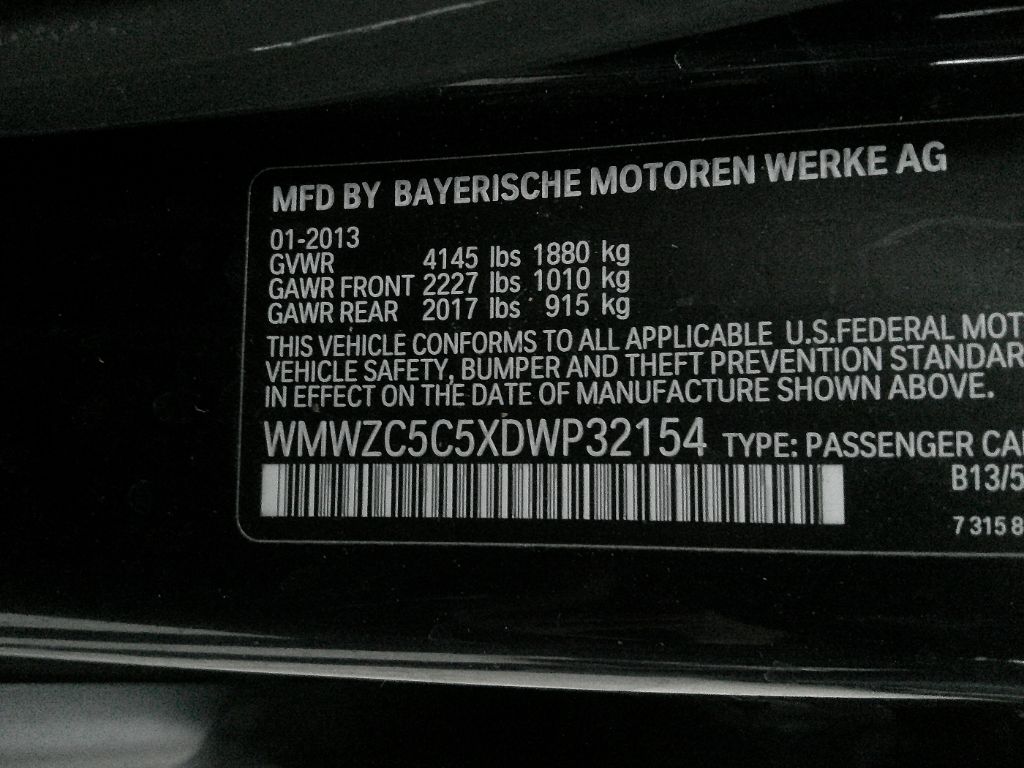 MFD BY BAYERISCHE MOTOREN WERKE AG
01-2013
GVWR 4145 lbs 1880 kg
GAWR FRONT 2227 lbs 1010 kg
GAWR REAR 2017 lbs 915 kg
THIS VEHICLE CONFORMS TO ALL APPLICABLE U.S.FEDERAL MOT
VEHICLE SAFETY, BUMPER AND THEFT PREVENTION STANDAR
IN EFFECT ON THE DATE OF MANUFACTURE SHOWN ABOVE.
WMWZC5C5XDWP32154 TYPE: PASSENGER CA
B13/5
7 315 8